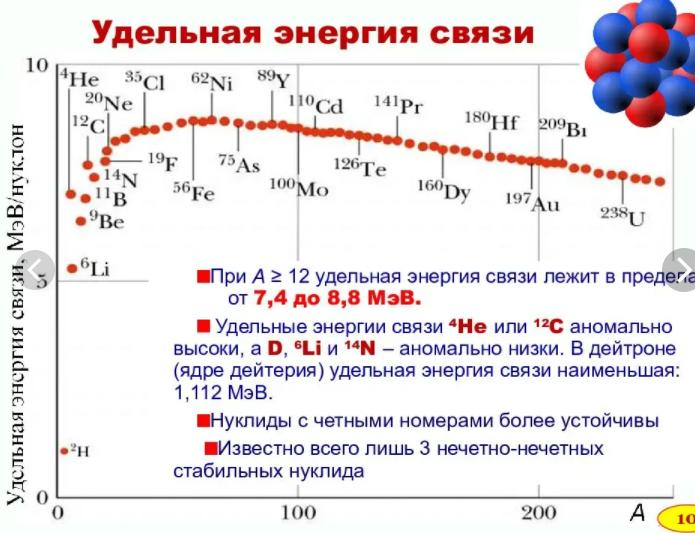 Удельная энергия связи
Удельная энергия связи, МэВ/нуклон
10
5
0
0
100
200
A
⁴He
³⁵Cl
⁶²Ni
⁸⁹Y
²⁰Ne
¹¹⁰Cd
¹⁴¹Pr
¹²C
¹⁸⁰Hf
²⁰⁹Bi
¹⁹F
¹⁴N
⁷⁵As
¹²⁶Te
¹¹B
⁵⁶Fe
¹⁰⁰Mo
¹⁶⁰Dy
¹⁹⁷Au
²³⁸U
⁹Be
⁶Li
²H
При A ≥ 12 удельная энергия связи лежит в предела
от 7,4 до 8,8 МэВ.
Удельные энергии связи ⁴He или ¹²C аномально
высоки, а D, ⁶Li и ¹⁴N – аномально низки. В дейтроне
(ядре дейтерия) удельная энергия связи наименьшая:
1,112 МэВ.
Нуклиды с четными номерами более устойчивы
Известно всего лишь 3 нечетно-нечетных
стабильных нуклида
10